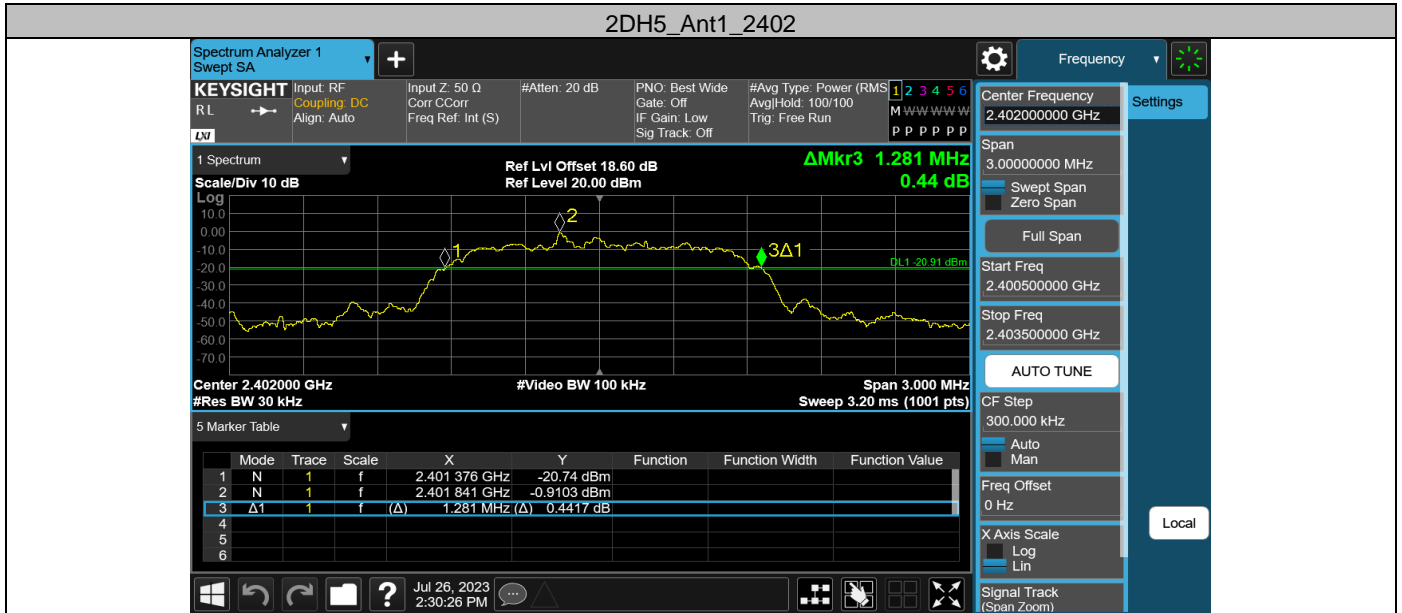 2DH5_Ant1_2402
Spectrum Analyzer 1
Swept SA
+
Frequency
KEYSIGHT
RL
LXI
Input: RF
Coupling: DC
Align: Auto
Input Z: 50 Ω
Corr CCorr
Freq Ref: Int (S)
#Atten: 20 dB
PNO: Best Wide
Gate: Off
IF Gain: Low
Sig Track: Off
#Avg Type: Power (RMS
Avg|Hold: 100/100
Trig: Free Run
1 2 3 4 5 6
M W W W W W
P P P P P P
1 Spectrum
Scale/Div 10 dB
Ref Lvl Offset 18.60 dB
Ref Level 20.00 dBm
ΔMkr3 1.281 MHz
0.44 dB
Log
10.0
0.00
-10.0
-20.0
-30.0
-40.0
-50.0
-60.0
-70.0
1
2
3Δ1
DL1 -20.91 dBm
Center 2.402000 GHz
#Video BW 100 kHz
Span 3.000 MHz
#Res BW 30 kHz
Sweep 3.20 ms (1001 pts)
5 Marker Table
Mode Trace Scale X Y Function Function Width Function Value
1 N 1 f 2.401 376 GHz -20.74 dBm
2 N 1 f 2.401 841 GHz -0.9103 dBm
3 Δ1 1 f (Δ) 1.281 MHz (Δ) 0.4417 dB
4
5
6
Center Frequency
2.402000000 GHz
Settings
Span
3.00000000 MHz
Swept Span
Zero Span
Full Span
Start Freq
2.400500000 GHz
Stop Freq
2.403500000 GHz
AUTO TUNE
CF Step
300.000 kHz
Auto
Man
Freq Offset
0 Hz
Local
X Axis Scale
Log
Lin
Signal Track
(Span Zoom)
?
Jul 26, 2023
2:30:26 PM